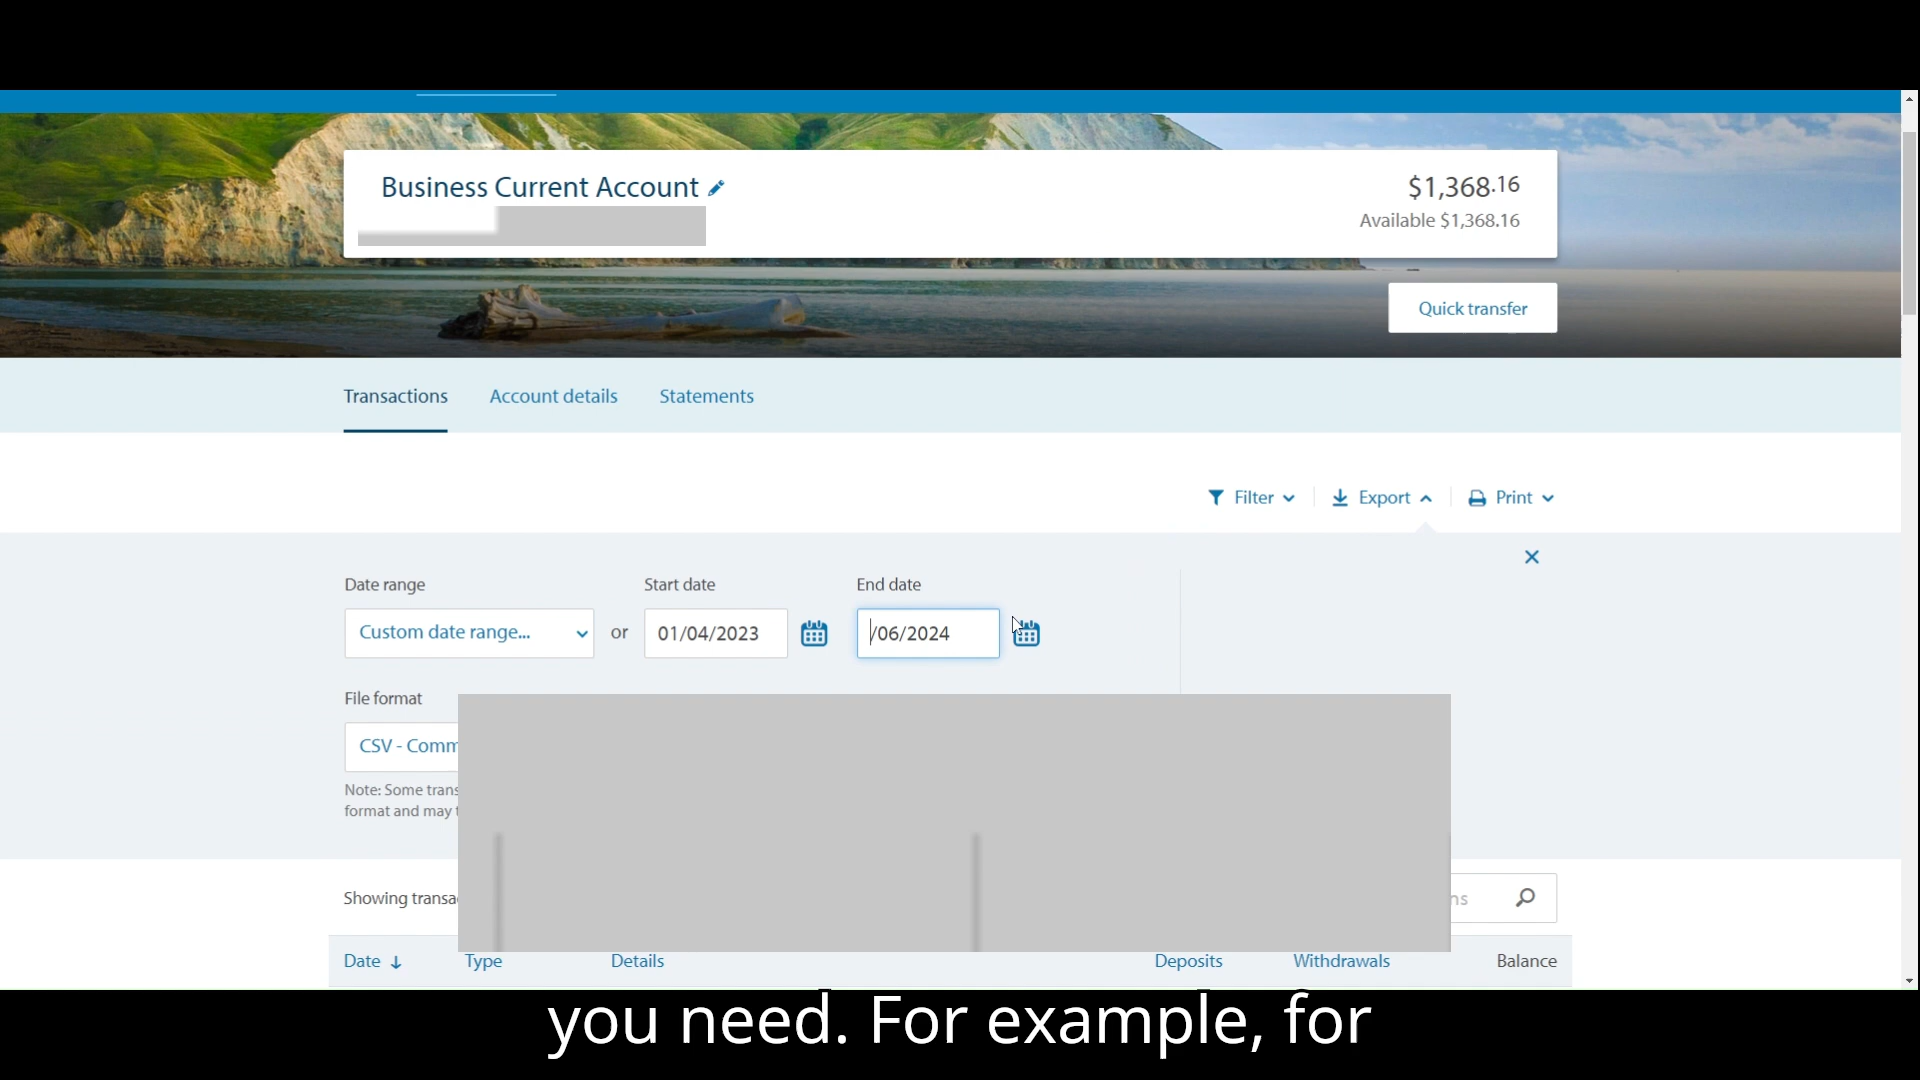 Business Current Account
$1,368.16
Available $1,368.16
Quick transfer
Transactions Account details Statements
Filter Export Print
Date range Start date End date
Custom date range... or 01/04/2023 /06/2024
File format
CSV - Comm
Note: Some trans
format and may
Showing transa
Date Type Details Deposits Withdrawals Balance
you need. For example, for